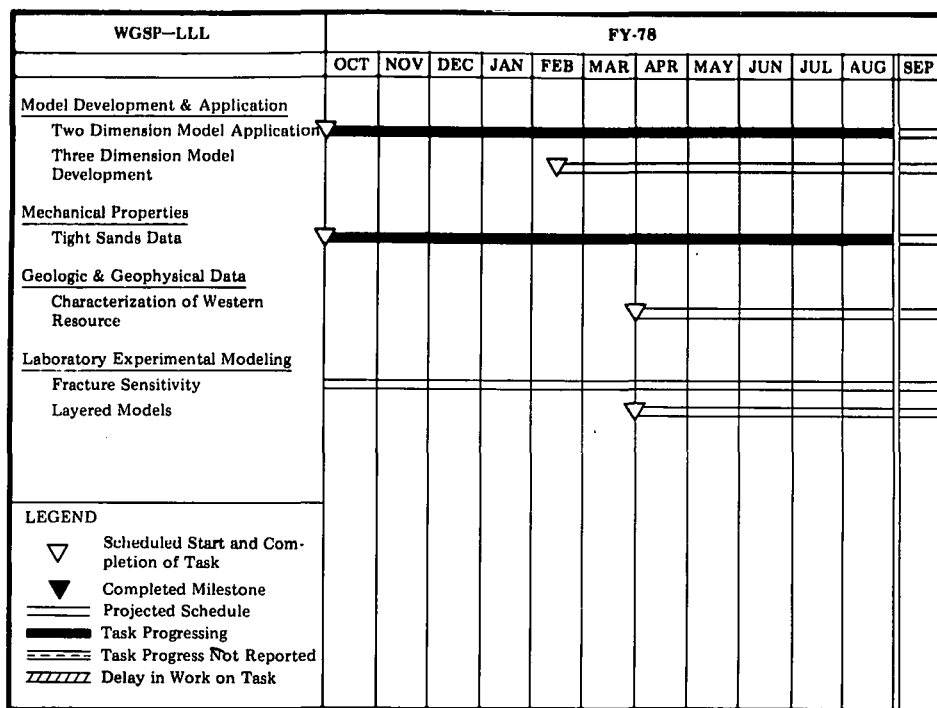 WGSP—LLL
FY-78
OCT NOV DEC JAN FEB MAR APR MAY JUN JUL AUG SEP
Model Development & Application
Two Dimension Model Application
Three Dimension Model
Development
Mechanical Properties
Tight Sands Data
Geologic & Geophysical Data
Characterization of Western
Resource
Laboratory Experimental Modeling
Fracture Sensitivity
Layered Models
LEGEND
Scheduled Start and Com-
pletion of Task
Completed Milestone
Projected Schedule
Task Progressing
Task Progress Not Reported
Delay in Work on Task